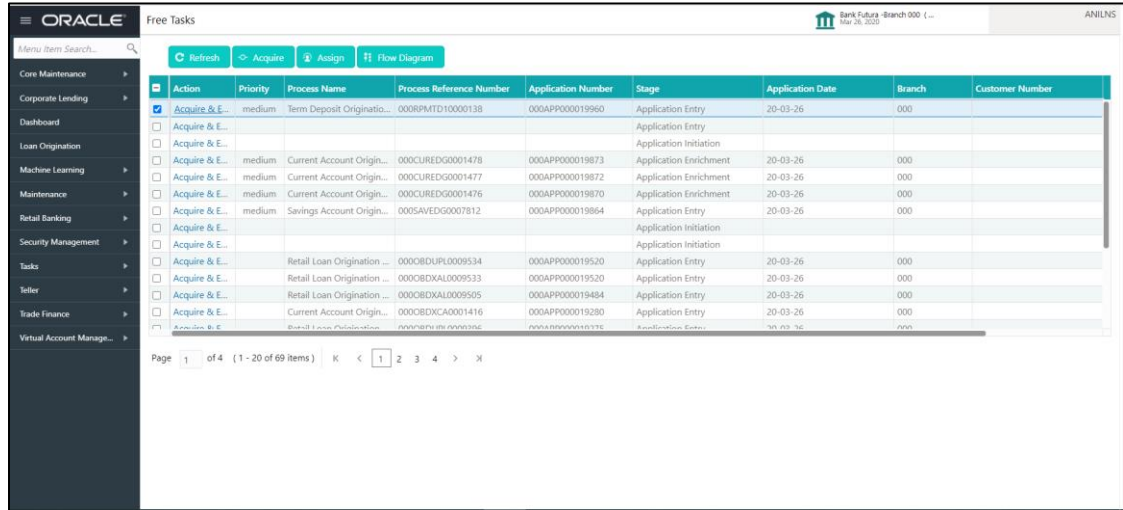 ORACLE
Free Tasks
Bank Futura -Branch 000 ( ...
Mar 26, 2020
ANILNS
Menu Item Search...
Core Maintenance
Corporate Lending
Dashboard
Loan Origination
Machine Learning
Maintenance
Retail Banking
Security Management
Tasks
Teller
Trade Finance
Virtual Account Manage...
Refresh Acquire Assign Flow Diagram
Action Priority Process Name Process Reference Number Application Number Stage Application Date Branch Customer Number
Acquire & E... medium Term Deposit Originatio... 000RPMTD10000138 000APP000019960 Application Entry 20-03-26 000
Acquire & E... Application Entry
Acquire & E... Application Initiation
Acquire & E... medium Current Account Origin... 000CUREDG0001478 000APP000019873 Application Enrichment 20-03-26 000
Acquire & E... medium Current Account Origin... 000CUREDG0001477 000APP000019872 Application Enrichment 20-03-26 000
Acquire & E... medium Current Account Origin... 000CUREDG0001476 000APP000019870 Application Enrichment 20-03-26 000
Acquire & E... medium Savings Account Origin... 000SAVEDG0007812 000APP000019864 Application Entry 20-03-26 000
Acquire & E... Application Initiation
Acquire & E... Application Initiation
Acquire & E... Retail Loan Origination ... 000OBDUPL0009534 000APP000019520 Application Entry 20-03-26 000
Acquire & E... Retail Loan Origination ... 000OBDXAL0009533 000APP000019520 Application Entry 20-03-26 000
Acquire & E... Retail Loan Origination ... 000OBDXAL0009505 000APP000019484 Application Entry 20-03-26 000
Acquire & E... Current Account Origin... 000OBDXCA0001416 000APP000019280 Application Entry 20-03-26 000
Page 1 of 4 (1 - 20 of 69 items) 1 2 3 4